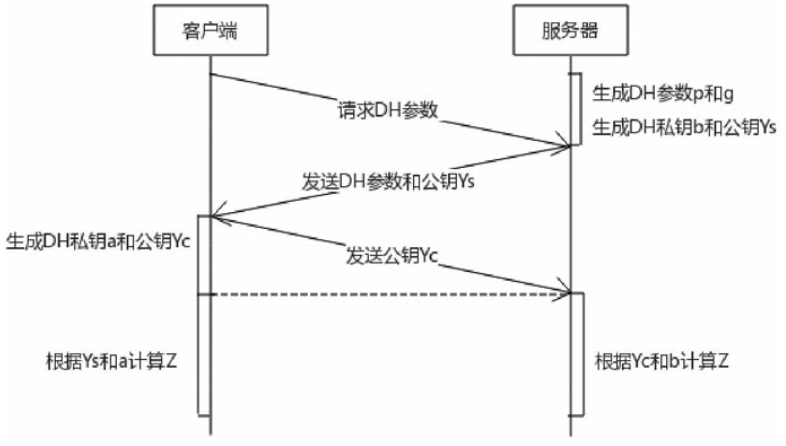 客户端
服务器
生成DH参数p和g
请求DH参数
生成DH私钥b和公钥Ys
发送DH参数和公钥Ys
生成DH私钥a和公钥Yc
发送公钥Yc
根据Ys和a计算Z
根据Yc和b计算Z